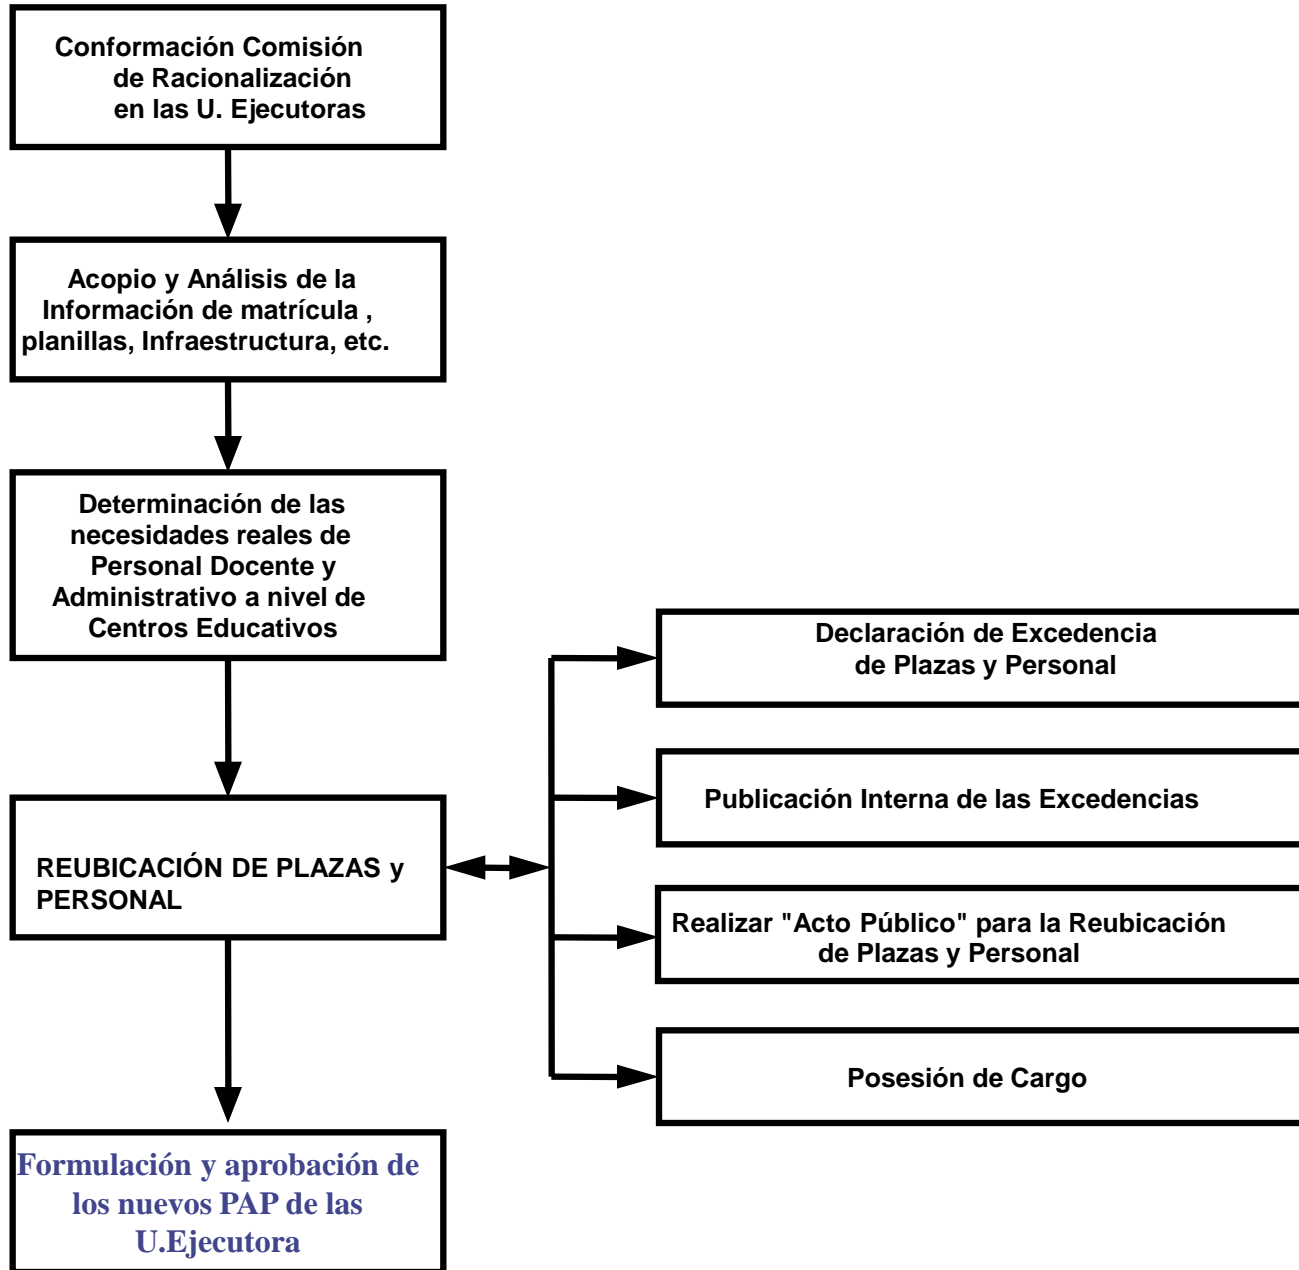 Conformación Comisión
de Racionalización
en las U. Ejecutoras
Acopio y Análisis de la
Información de matrícula ,
planillas, Infraestructura, etc.
Determinación de las
necesidades reales de
Personal Docente y
Administrativo a nivel de
Centros Educativos
REUBICACIÓN DE PLAZAS y
PERSONAL
Declaración de Excedencia
de Plazas y Personal
Publicación Interna de las Excedencias
Realizar "Acto Público" para la Reubicación
de Plazas y Personal
Posesión de Cargo
Formulación y aprobación de
los nuevos PAP de las
U.Ejecutora